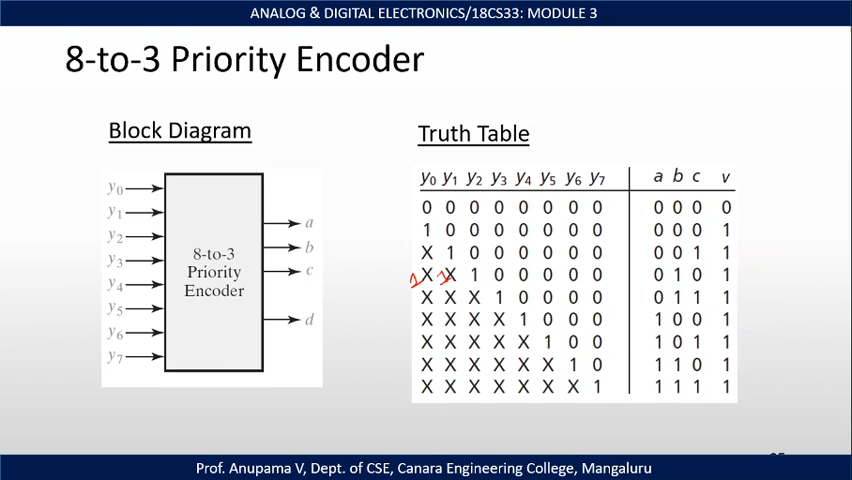 ANALOG & DIGITAL ELECTRONICS/18CS33: MODULE 3
8-to-3 Priority Encoder
Block Diagram
y0
y1
y2
y3
y4
y5
y6
y7
8-to-3
Priority
Encoder
a
b
c
d
Truth Table
y0 y1 y2 y3 y4 y5 y6 y7 a b c v
0 0 0 0 0 0 0 0 0 0 0 0
1 0 0 0 0 0 0 0 0 0 0 1
X 1 0 0 0 0 0 0 0 0 1 1
1 X 1 X 1 0 0 0 0 0 0 1 0 1
X X X 1 0 0 0 0 0 1 1 1
X X X X 1 0 0 0 1 0 0 1
X X X X X 1 0 0 1 0 1 1
X X X X X X 1 0 1 1 0 1
X X X X X X X 1 1 1 1 1
Prof. Anupama V, Dept. of CSE, Canara Engineering College, Mangaluru